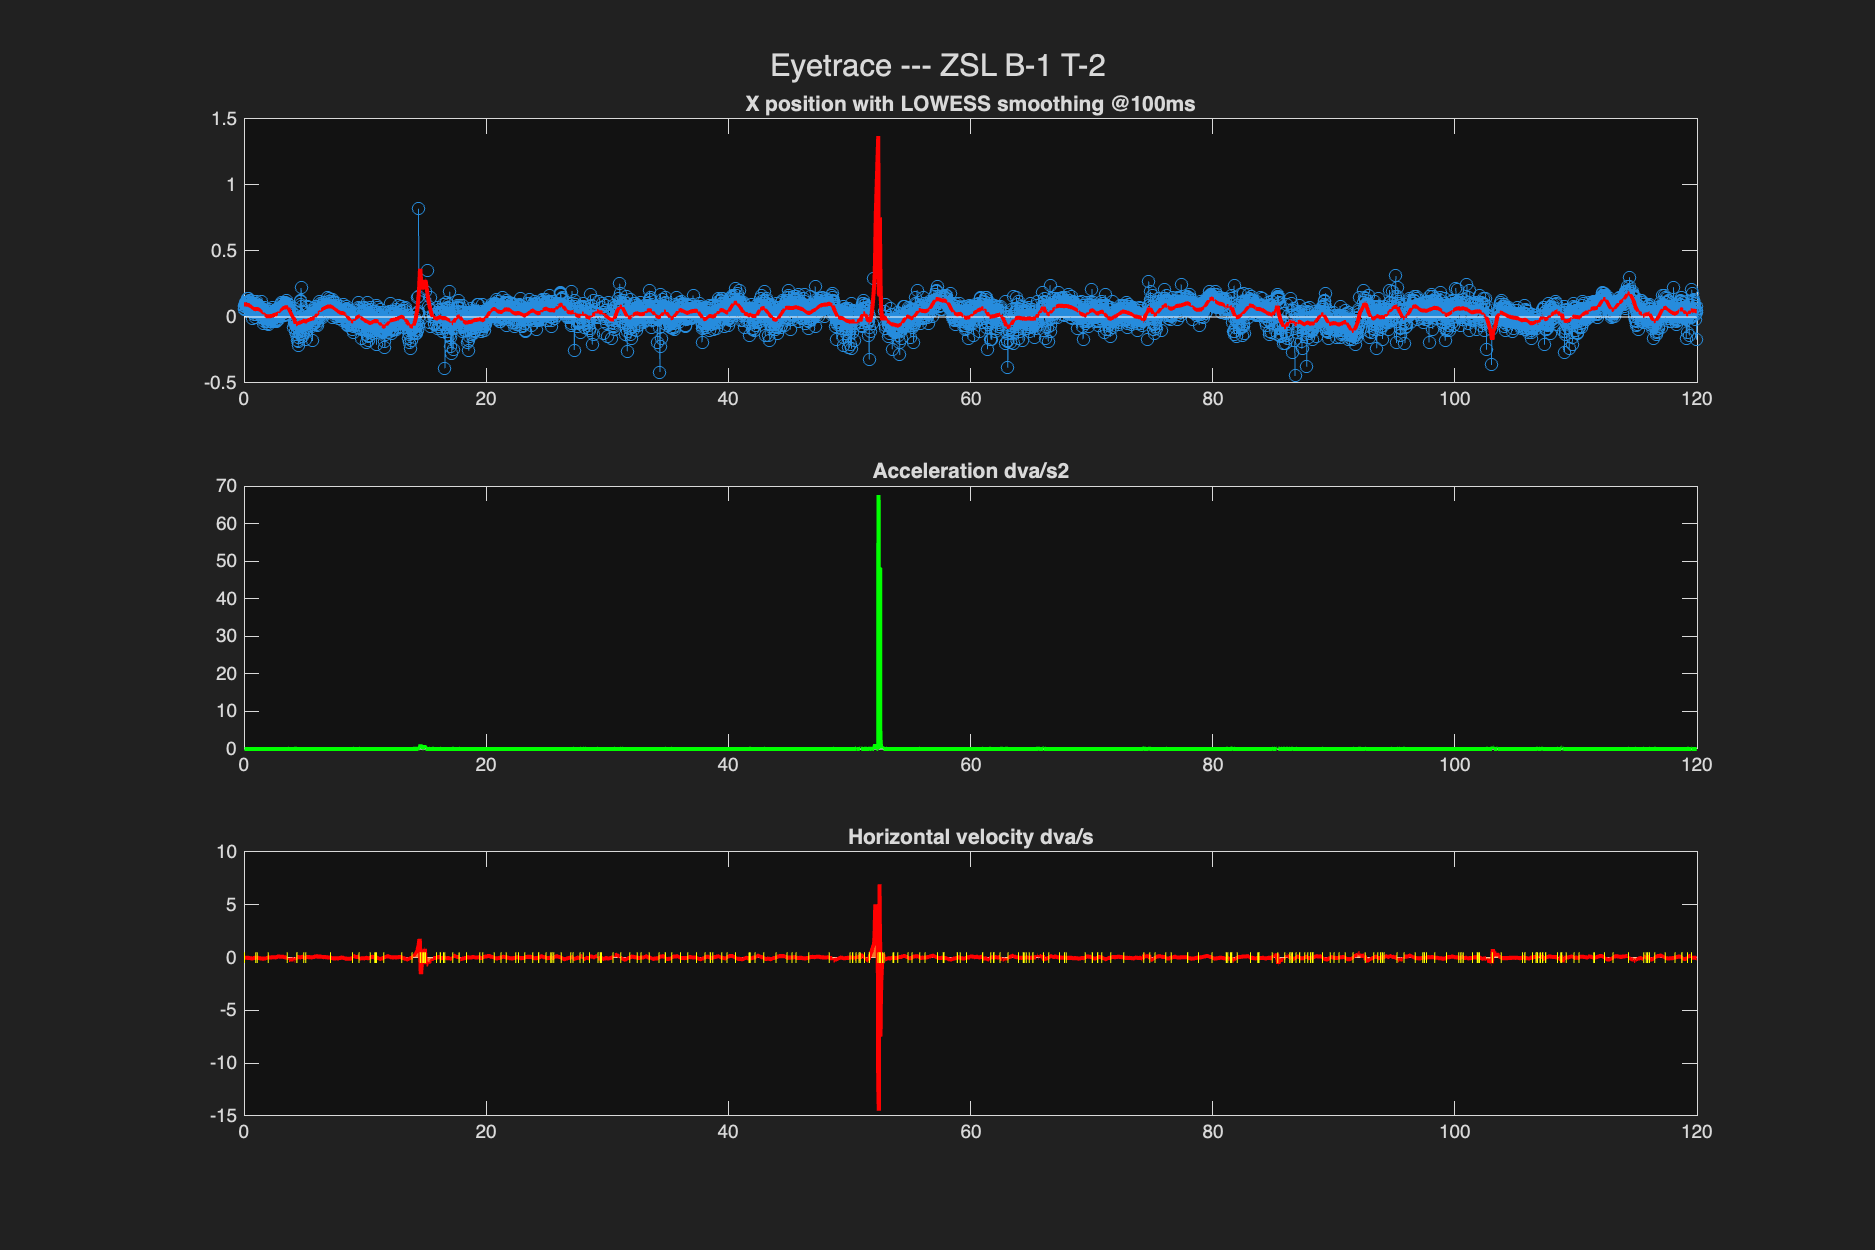 Eyetrace --- ZSL B-1 T-2
X position with LOWESS smoothing @100ms
1.5
1
0.5
0
-0.5
0 20 40 60 80 100 120
Acceleration dva/s2
70
60
50
40
30
20
10
0
0 20 40 60 80 100 120
Horizontal velocity dva/s
10
5
0
-5
-10
-15
0 20 40 60 80 100 120